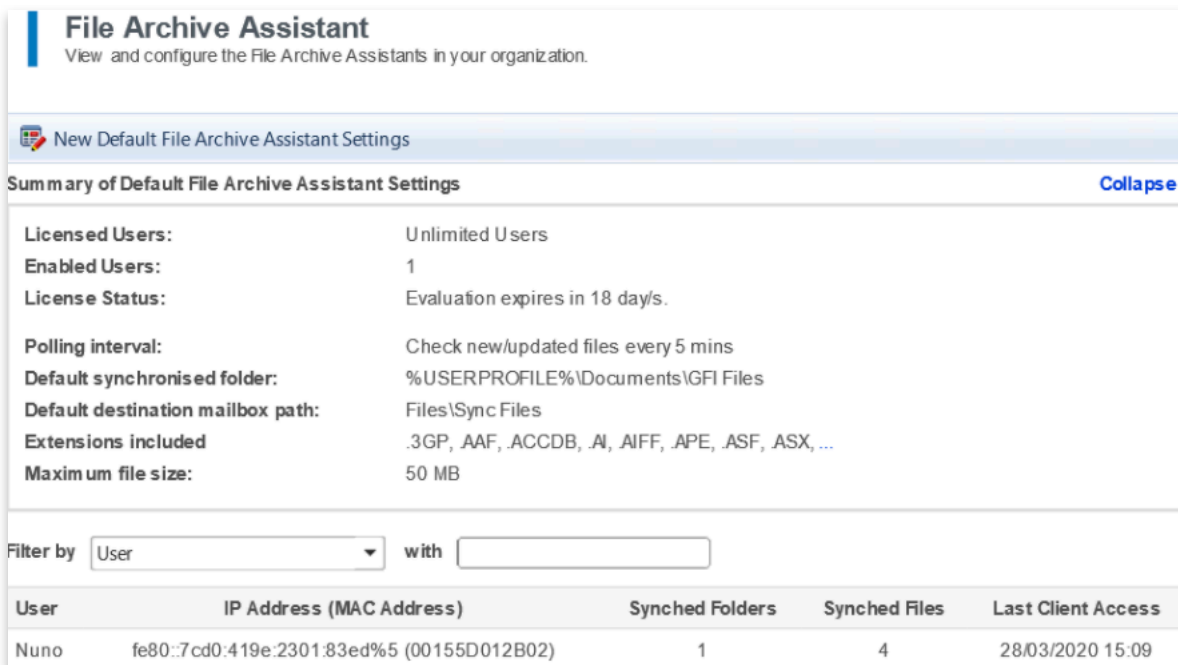 File Archive Assistant
View and configure the File Archive Assistants in your organization.
New Default File Archive Assistant Settings
Summary of Default File Archive Assistant Settings Collapse
Licensed Users: Unlimited Users
Enabled Users: 1
License Status: Evaluation expires in 18 day/s.
Polling interval: Check new/updated files every 5 mins
Default synchronised folder: %USERPROFILE%\Documents\GFI Files
Default destination mailbox path: Files\Sync Files
Extensions included .3GP, .AAF, .ACCDB, .AI, .AIFF, .APE, .ASF, .ASX, ...
Maximum file size: 50 MB
Filter by User with
User IP Address (MAC Address) Synched Folders Synched Files Last Client Access
Nuno fe80::7cd0:419e:2301:83ed%5 (00155D012B02) 1 4 28/03/2020 15:09